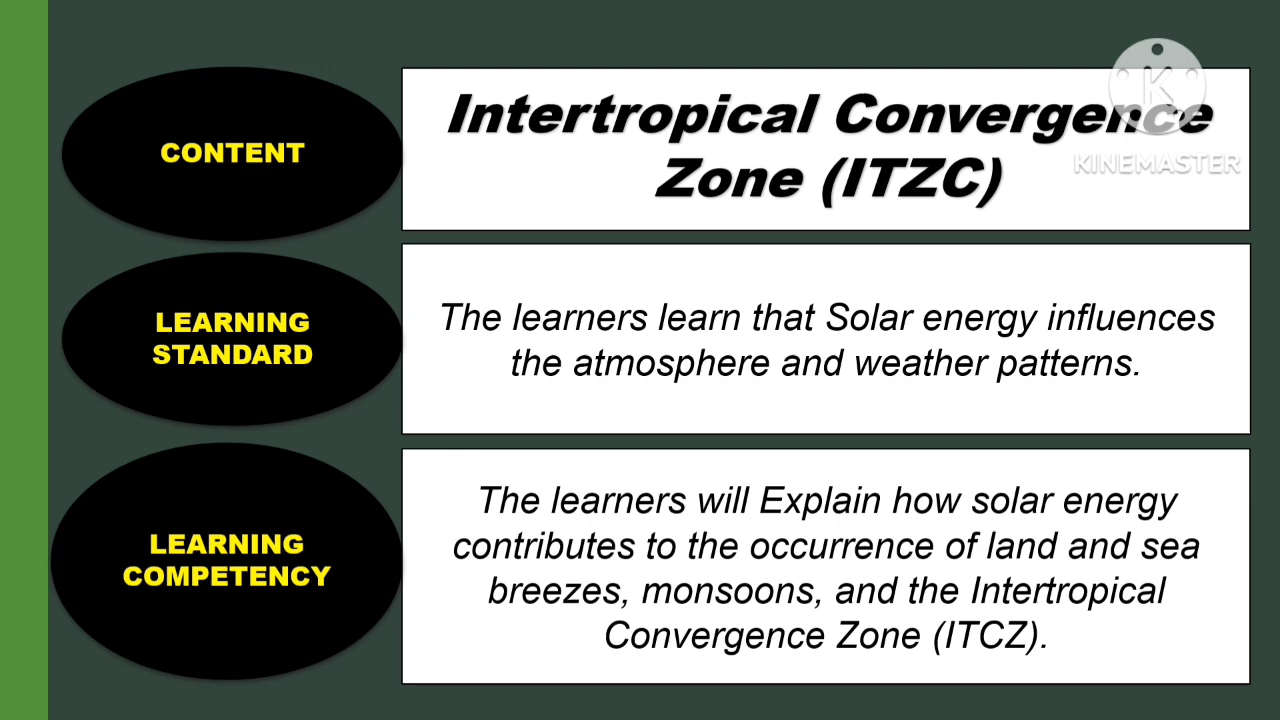 CONTENT
Intertropical Convergence
Zone (ITZC)
KINEMASTER
LEARNING
STANDARD
The learners learn that Solar energy influences
the atmosphere and weather patterns.
LEARNING
COMPETENCY
The learners will Explain how solar energy
contributes to the occurrence of land and sea
breezes, monsoons, and the Intertropical
Convergence Zone (ITCZ).